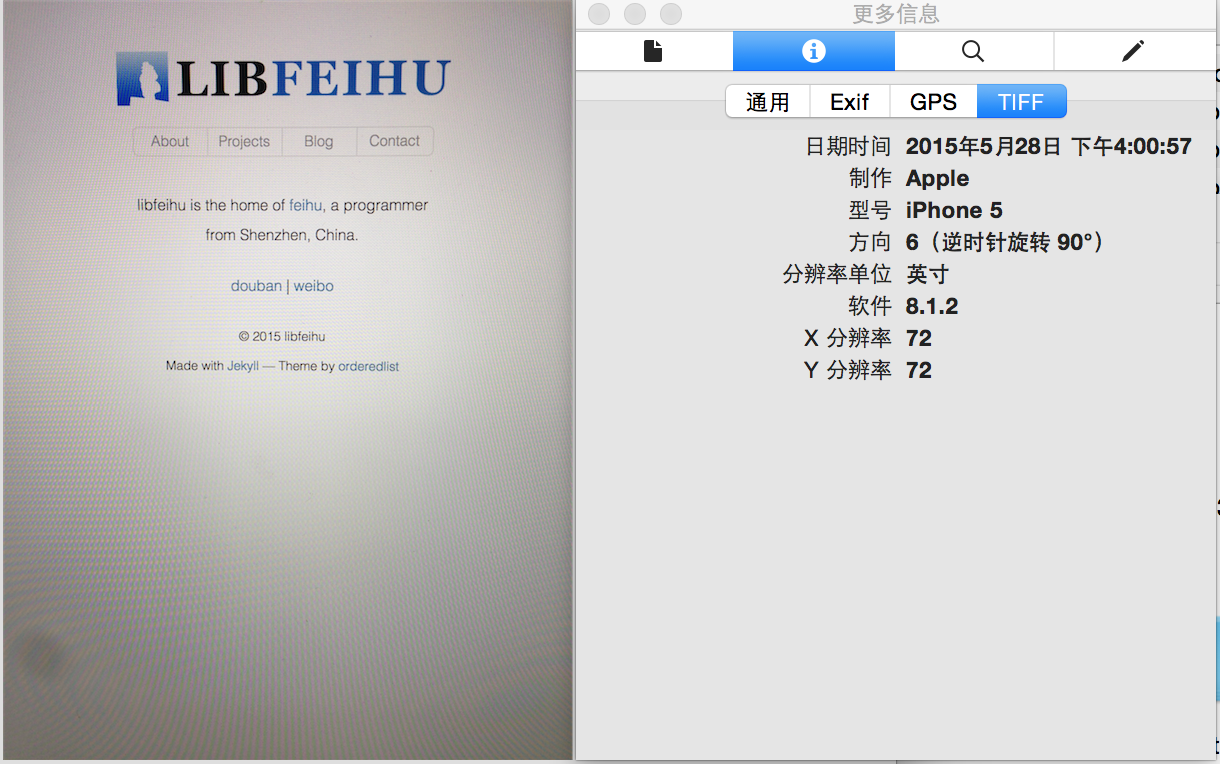 LIBFEIHU
About Projects Blog Contact
libfeihu is the home of feihu, a programmer
from Shenzhen, China.
douban | weibo
© 2015 libfeihu
Made with Jekyll — Theme by orderedlist
更多信息
通用 Exif GPS TIFF
日期时间 2015年5月28日 下午4:00:57
制作 Apple
型号 iPhone 5
方向 6（逆时针旋转 90°）
分辨率单位 英寸
软件 8.1.2
X 分辨率 72
Y 分辨率 72